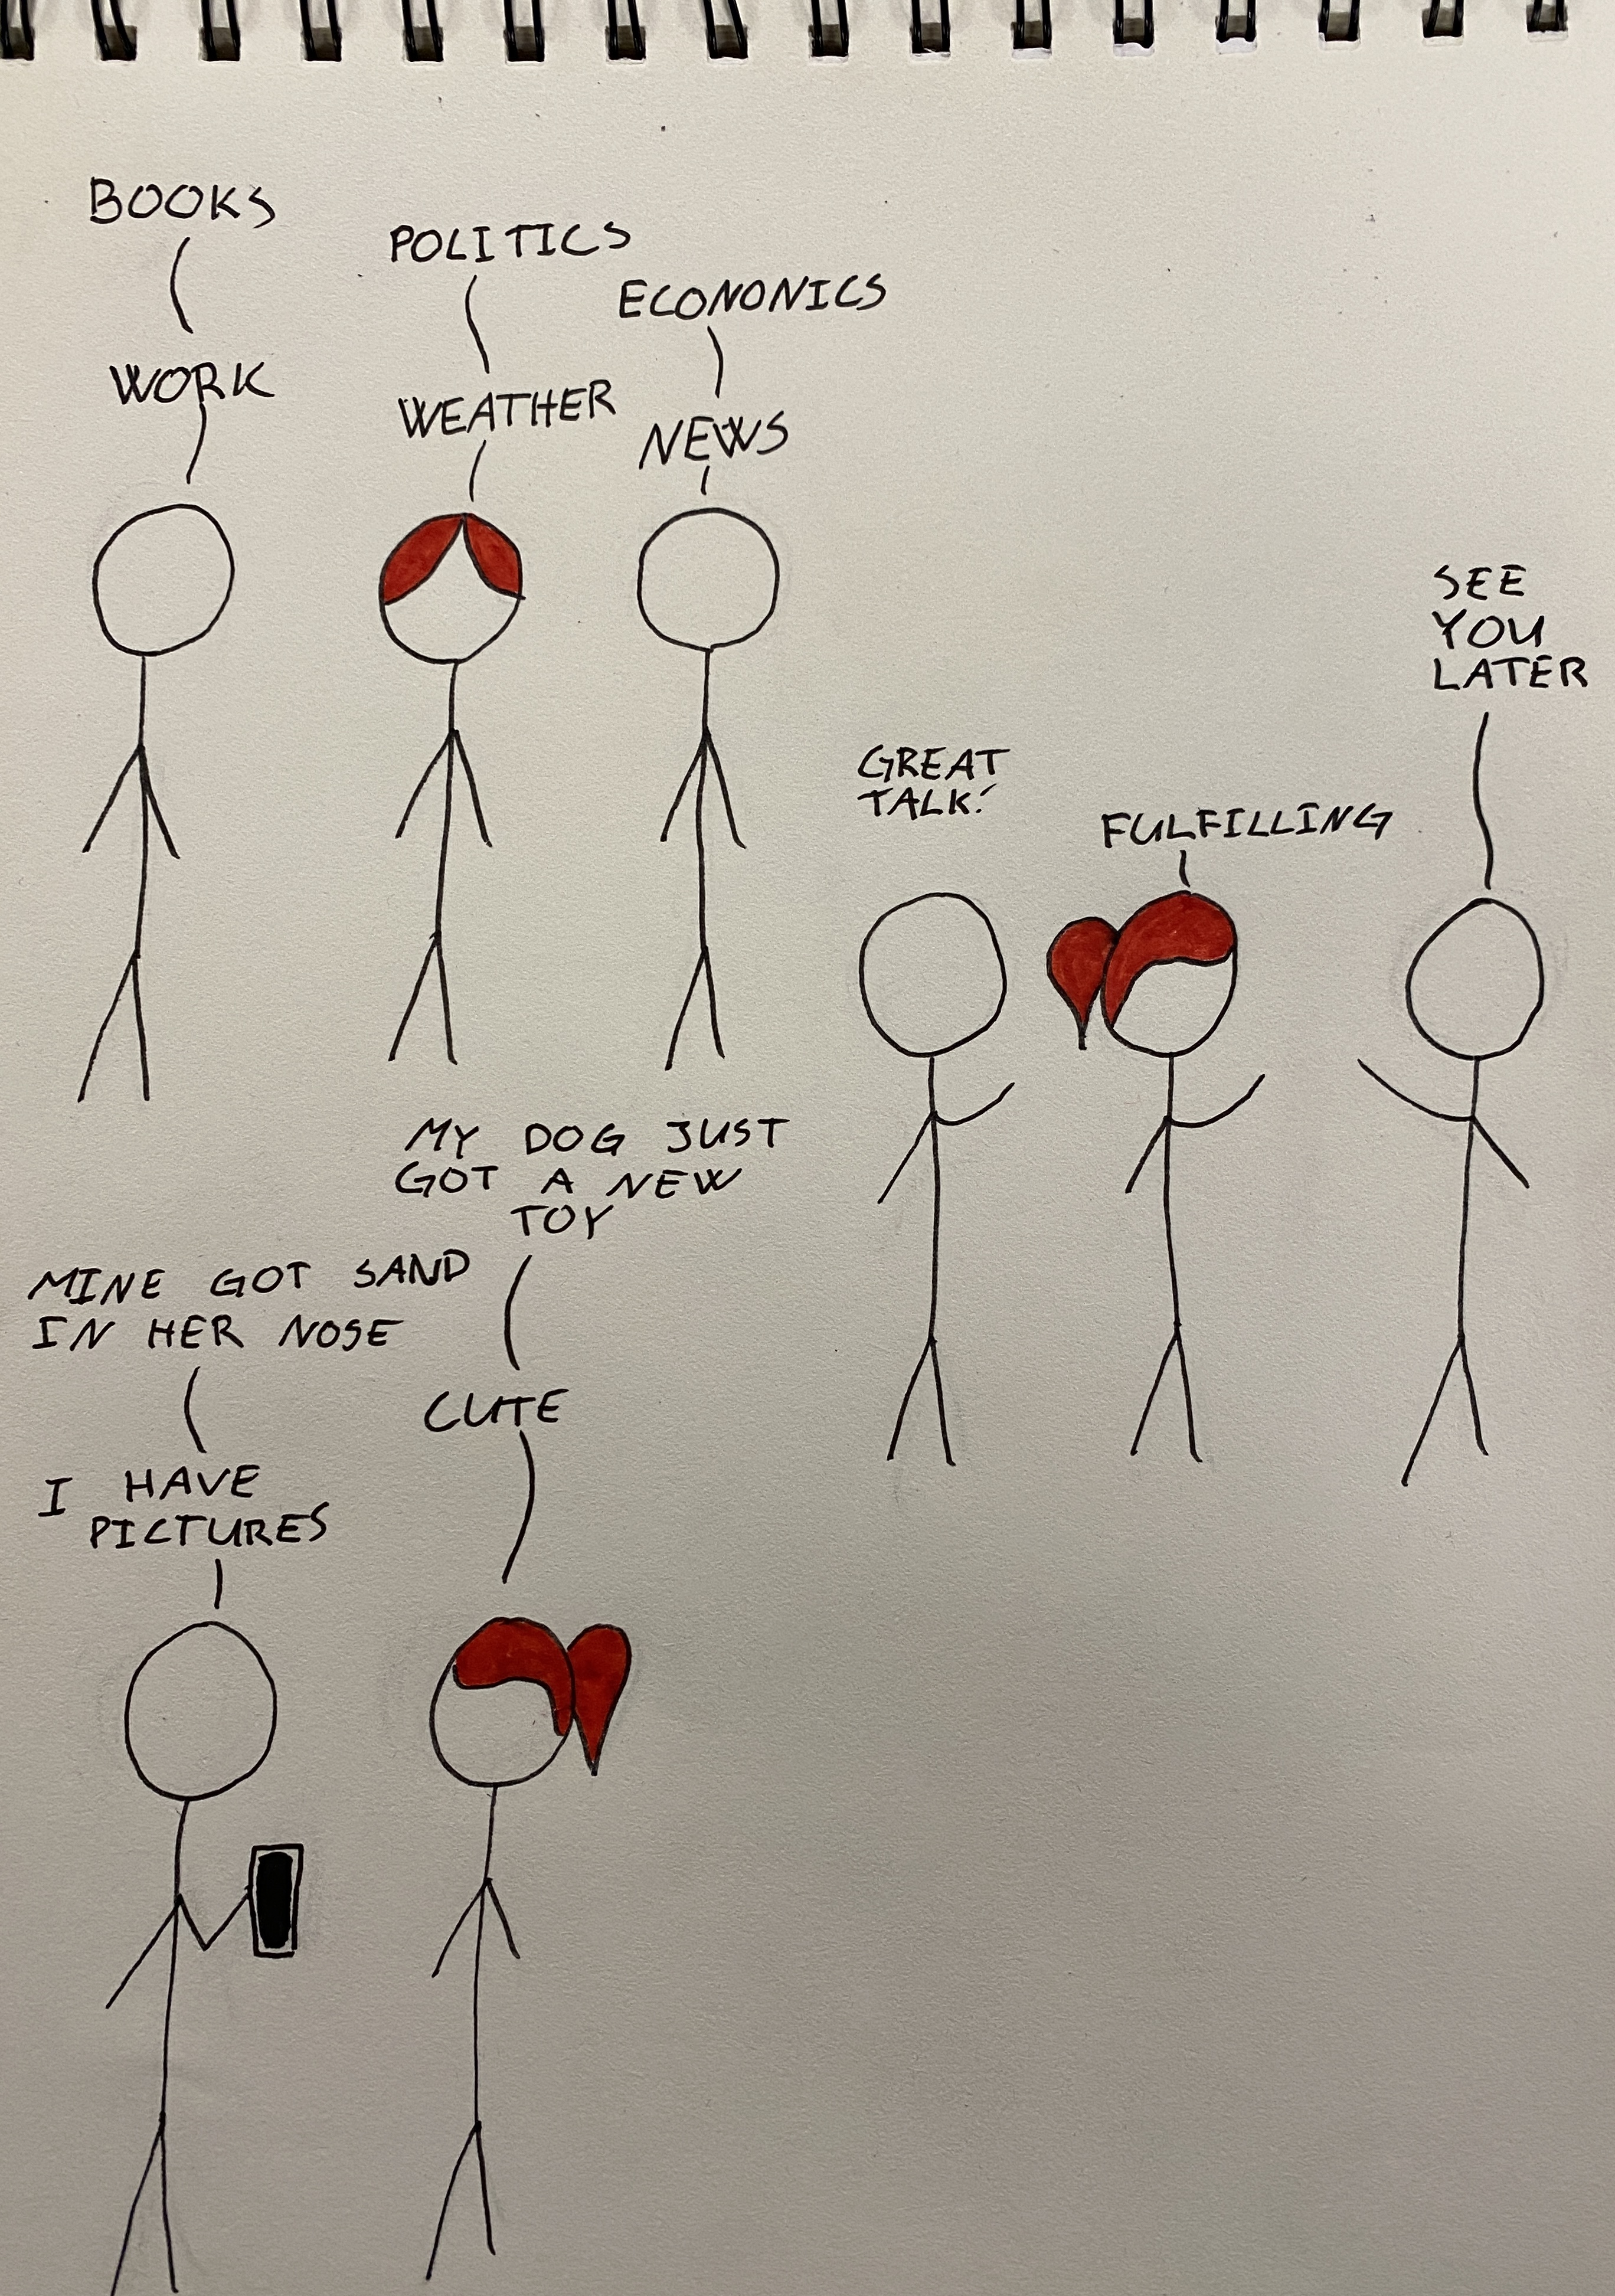 BOOKS
WORK
POLITICS
WEATHER
ECONONICS
NEWS
GREAT
TALK!
FULFILLING
SEE
YOU
LATER
MY DOG JUST
GOT A NEW
TOY
MINE GOT SAND
IN HER NOSE
CUTE
I HAVE
PICTURES